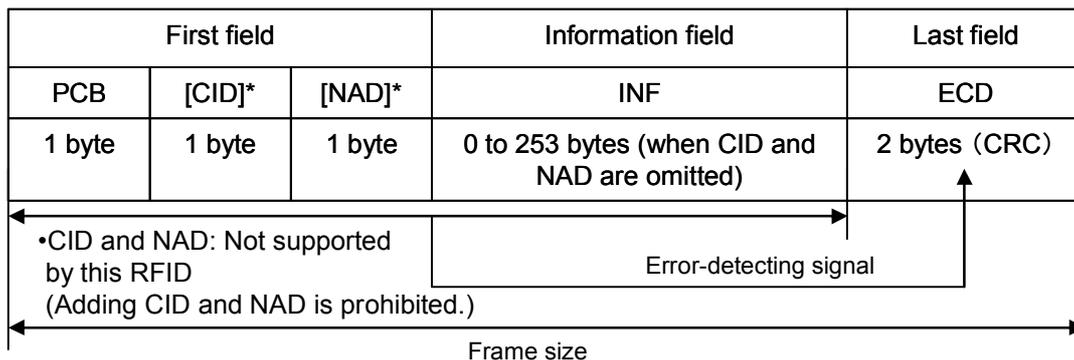 First field Information field Last field
PCB [CID]* [NAD]* INF ECD
1 byte 1 byte 1 byte 0 to 253 bytes (when CID and NAD are omitted) 2 bytes （CRC）
•CID and NAD: Not supported
by this RFID
(Adding CID and NAD is prohibited.)
Error-detecting signal
Frame size